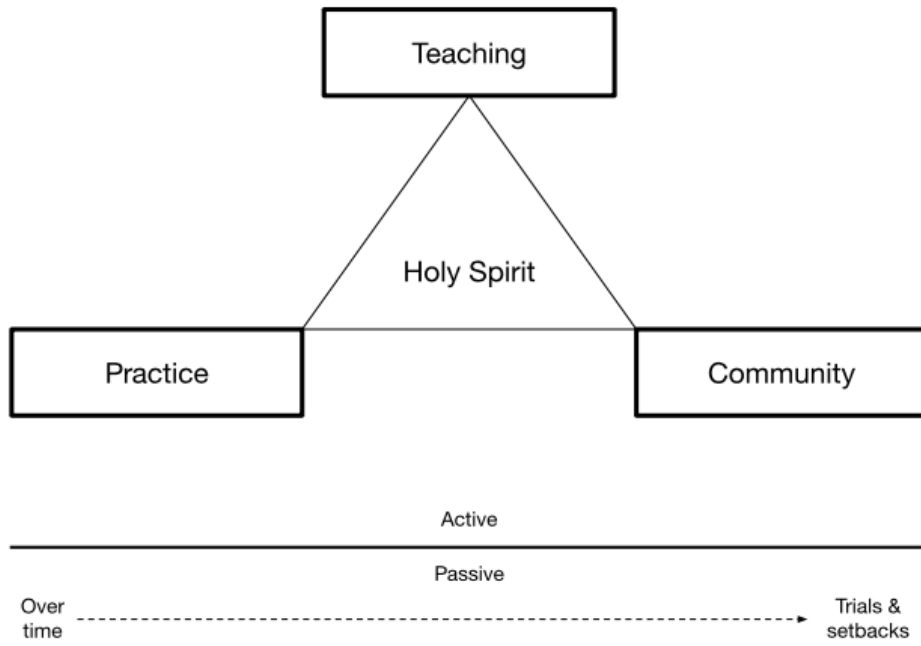 Teaching
Holy Spirit
Practice
Community
Active
Passive
Over
time
Trials &
setbacks